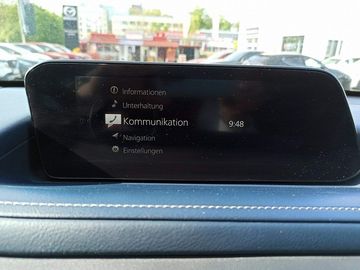 Informationen
Unterhaltung
Kommunikation 9:48
Navigation
Einstellungen